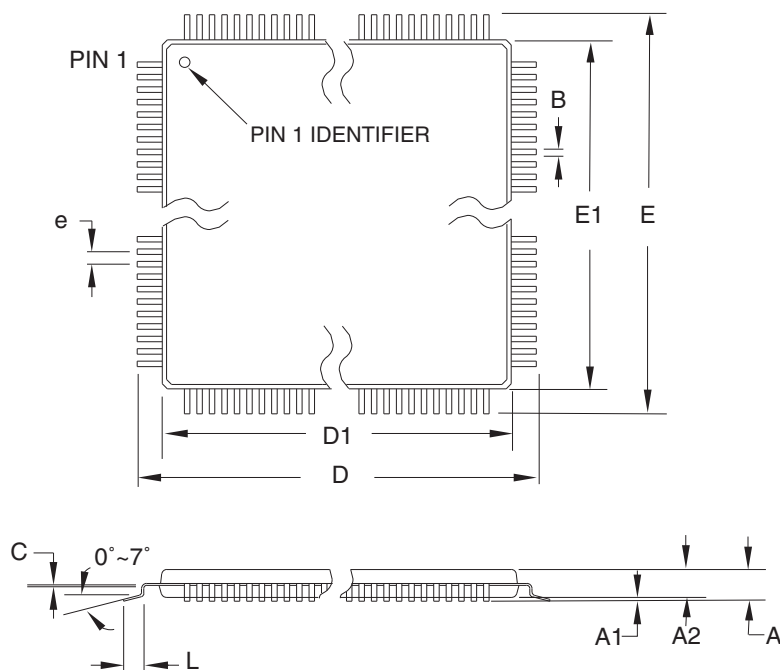 PIN 1
B
PIN 1 IDENTIFIER
e
E1
E
D1
D
C
0°~7°
L
A1
A2
A